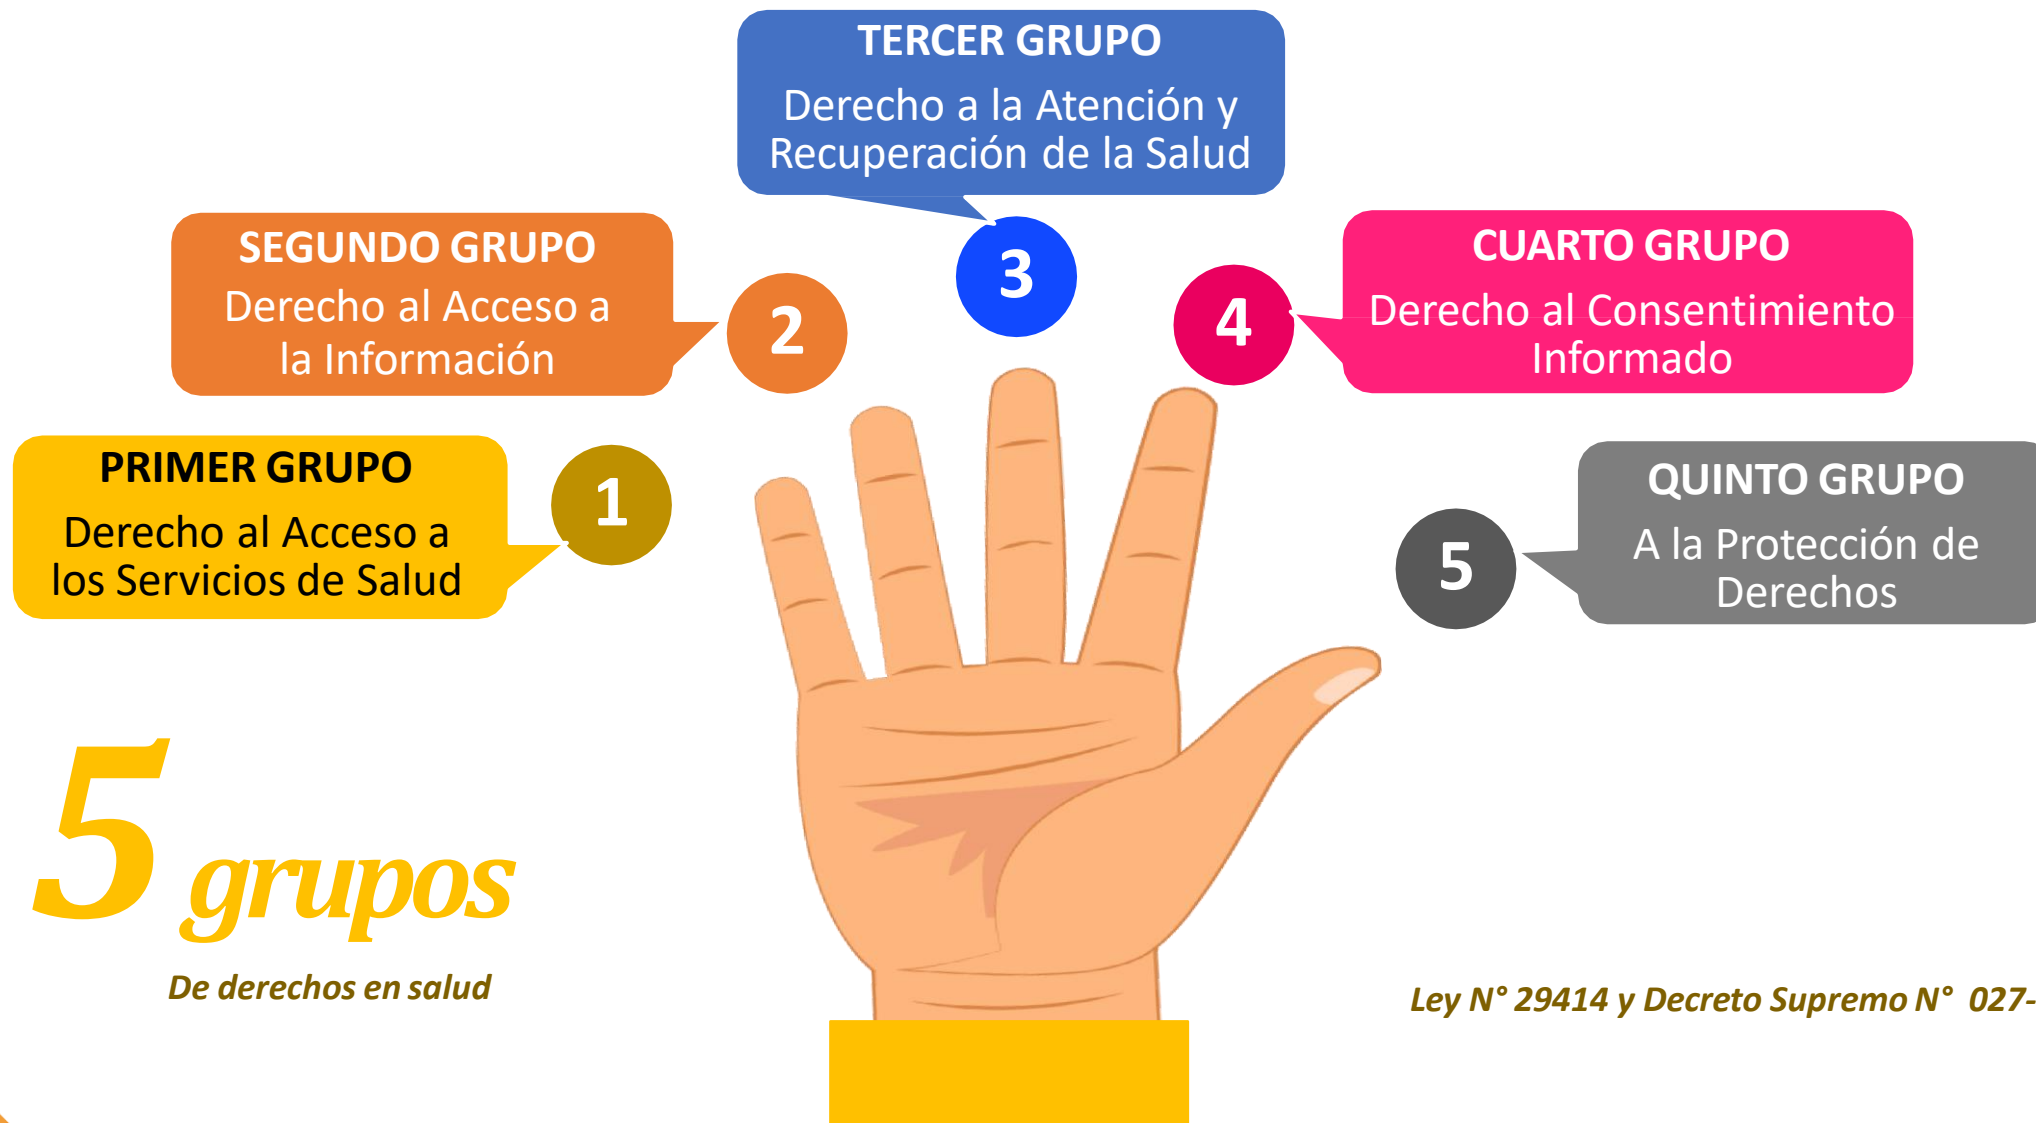 TERCER GRUPO
Derecho a la Atención y
Recuperación de la Salud
SEGUNDO GRUPO
Derecho al Acceso a
la Información
3
CUARTO GRUPO
Derecho al Consentimiento
Informado
2
4
PRIMER GRUPO
Derecho al Acceso a
los Servicios de Salud
1
QUINTO GRUPO
A la Protección de
Derechos
5
5 grupos
De derechos en salud
Ley N° 29414 y Decreto Supremo N° 027-